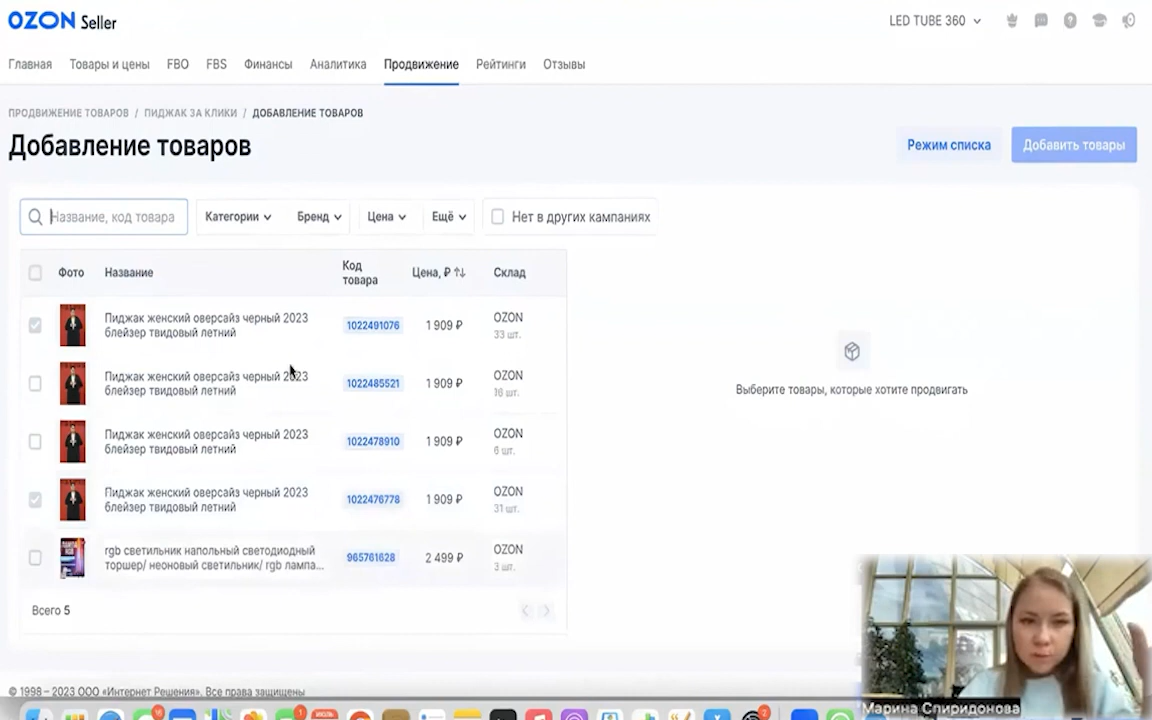 OZON Seller
LED TUBE 360
Главная Товары и цены FBO FBS Финансы Аналитика Продвижение Рейтинги Отзывы
ПРОДВИЖЕНИЕ ТОВАРОВ / ПИДЖАК ЗА КЛИКИ / ДОБАВЛЕНИЕ ТОВАРОВ
Добавление товаров
Режим списка
Добавить товары
Название, код товара
Категории Бренд Цена Ещё Нет в других кампаниях
Фото Название Код товара Цена, ₽ Склад
Пиджак женский оверсайз черный 2023
блейзер твидовый летний
1022491076 1 909 ₽ OZON
33 шт.
Пиджак женский оверсайз черный 2023
блейзер твидовый летний
1022485521 1 909 ₽ OZON
16 шт.
Пиджак женский оверсайз черный 2023
блейзер твидовый летний
1022478910 1 909 ₽ OZON
6 шт.
Пиджак женский оверсайз черный 2023
блейзер твидовый летний
1022476778 1 909 ₽ OZON
31 шт.
rgb светильник напольный светодиодный
торшер/ неоновый светильник/ rgb лампа...
965761628 2 499 ₽ OZON
3 шт.
Всего 5
Выберите товары, которые хотите продвигать
© 1998 – 2023 ООО «Интернет Решения». Все права защищены
Марина Спиридонова